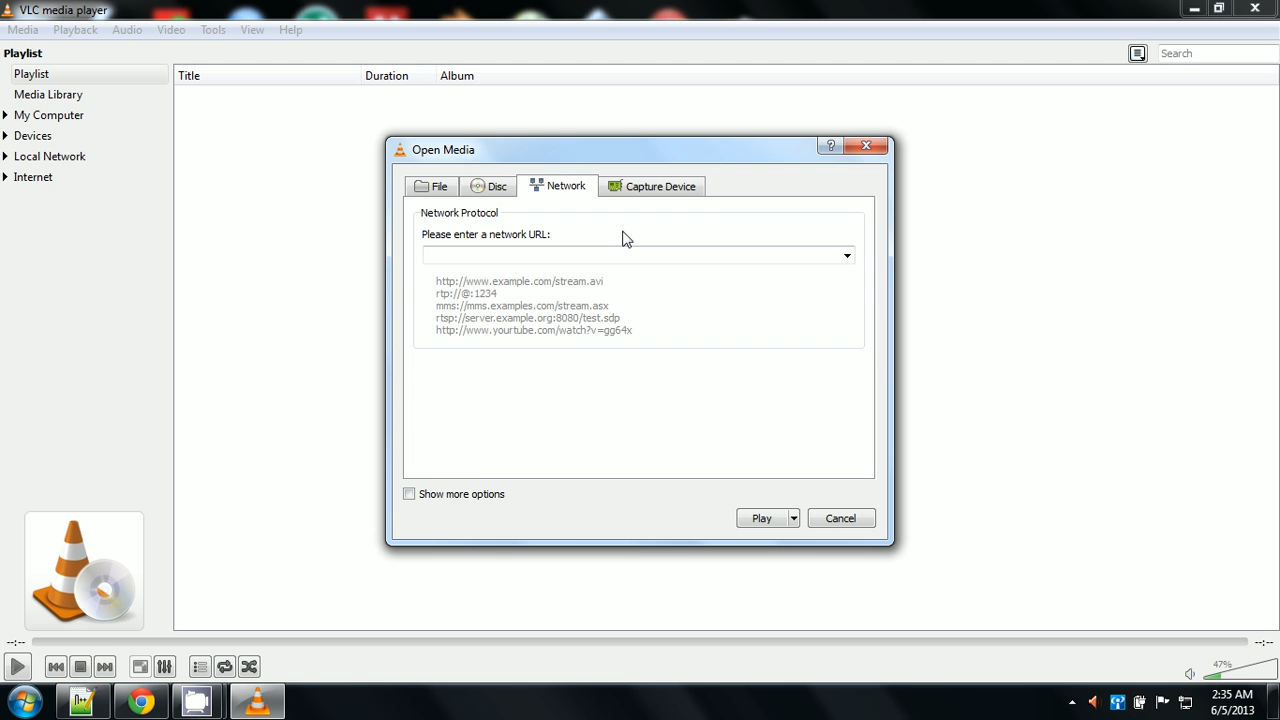 VLC media player
Media Playback Audio Video Tools View Help
Playlist
Search
Playlist
Title Duration Album
Media Library
My Computer
Devices
Local Network
Internet
Open Media
?
File Disc Network Capture Device
Network Protocol
Please enter a network URL:
http://www.example.com/stream.avi
rtp://@:1234
mms://mms.examples.com/stream.asx
rtsp://server.example.org:8080/test.sdp
http://www.yourtube.com/watch?v=gg64x
Show more options
Play Cancel
--:-- --:--
47%
N++
2:35 AM
6/5/2013